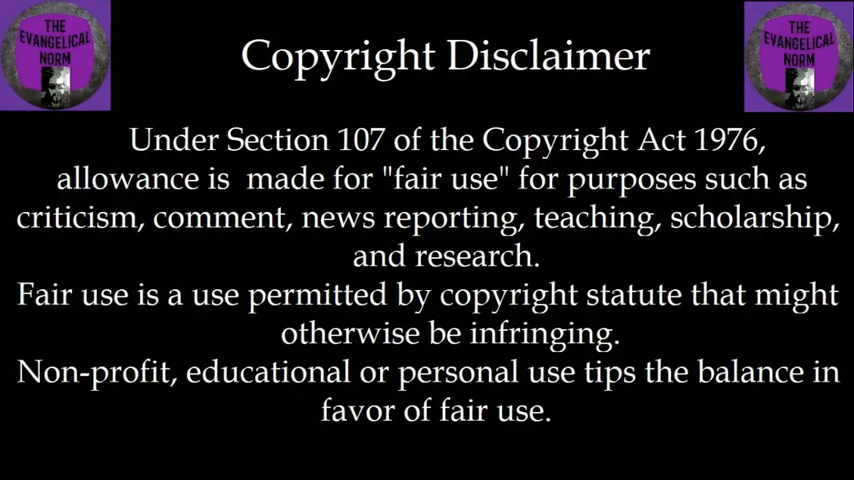 THE
EVANGELICAL
NORM
THE
EVANGELICAL
NORM
Copyright Disclaimer
Under Section 107 of the Copyright Act 1976,
allowance is  made for "fair use" for purposes such as
criticism, comment, news reporting, teaching, scholarship,
and research.
Fair use is a use permitted by copyright statute that might
otherwise be infringing.
Non-profit, educational or personal use tips the balance in
favor of fair use.